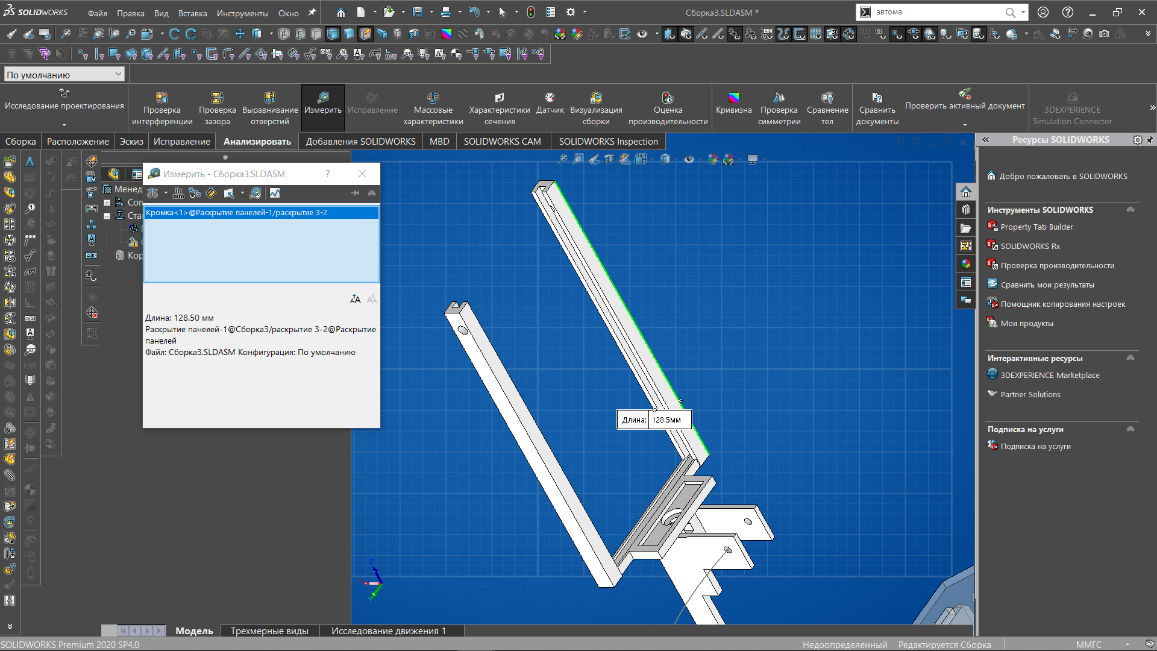 SOLIDWORKS
Файл Правка Вид Вставка Инструменты Окно
Сборка3.SLDASM *
автома
По умолчанию
Исследование проектирования
Проверка интерференции
Проверка зазора
Выравнивание отверстий
Измерить
Исправление
Массовые характеристики
Характеристики сечения
Датчик
Визуализация сборки
Оценка производительности
Кривизна
Проверка симметрии
Сравнение тел
Сравнить документы
Проверить активный документ
3DEXPERIENCE Simulation Connector
Сборка Расположение Эскиз Исправление Анализировать Добавления SOLIDWORKS MBD SOLIDWORKS CAM SOLIDWORKS Inspection
Измерить - Сборка3.SLDASM
Кромка<1>@Раскрытие панелей-1/раскрытие 3-2
Длина: 128.50 мм
Раскрытие панелей-1@Сборка3/раскрытие 3-2@Раскрытие
панелей
Файл: Сборка3.SLDASM Конфигурация: По умолчанию
Менед
Длина: 128.5мм
Ресурсы SOLIDWORKS
Добро пожаловать в SOLIDWORKS
Инструменты SOLIDWORKS
Property Tab Builder
SOLIDWORKS Rx
Проверка производительности
Сравнить мои результаты
Помощник копирования настроек
Мои продукты
Интерактивные ресурсы
3DEXPERIENCE Marketplace
Partner Solutions
Подписка на услуги
Подписка на услуги
Модель Трехмерные виды Исследование движения 1
SOLIDWORKS Premium 2020 SP4.0
Недоопределенный Редактируется Сборка ММГС